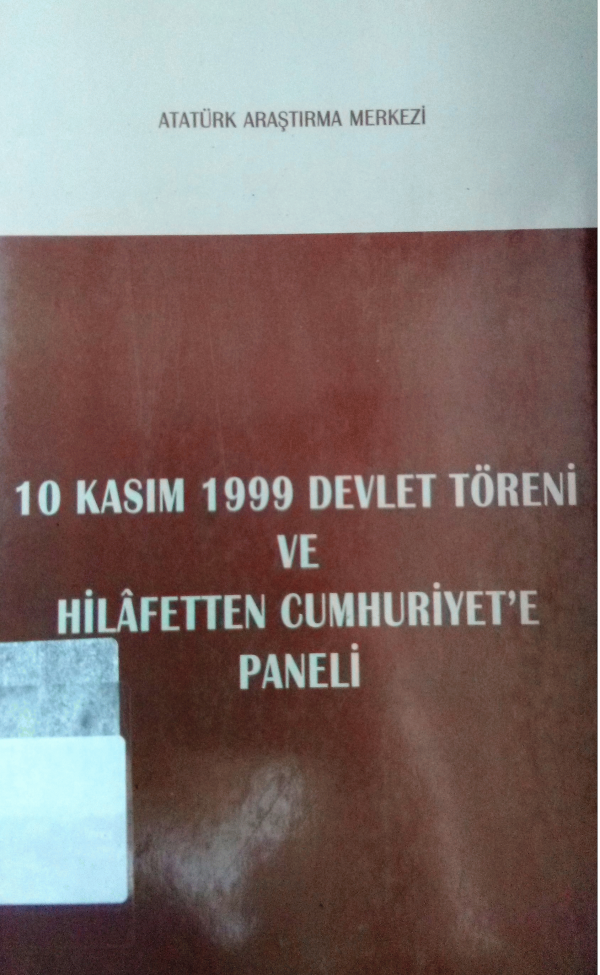 ATATÜRK ARAŞTIRMA MERKEZİ
10 KASIM 1999 DEVLET TÖRENİ
VE
HİLÂFETTEN CUMHURİYET'E
PANELİ